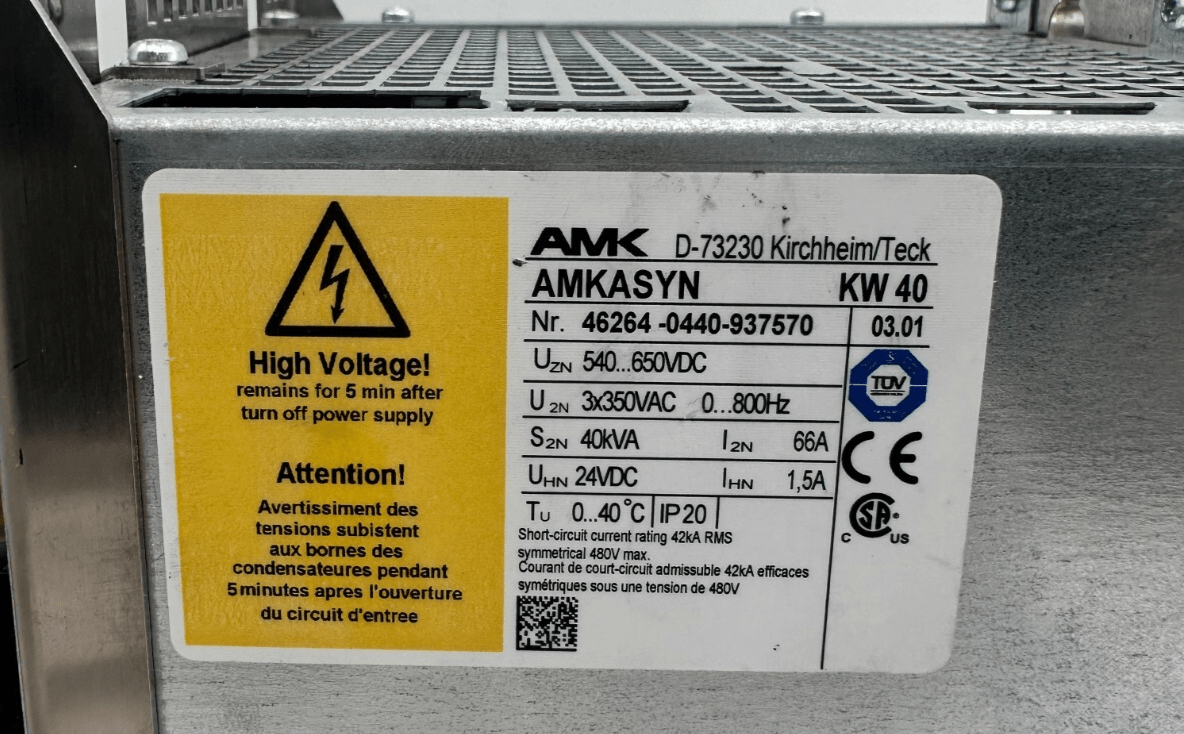 High Voltage!
remains for 5 min after
turn off power supply
Attention!
Avertissiment des
tensions subistent
aux bornes des
condensateures pendant
5minutes apres l'ouverture
du circuit d'entree
AMK D-73230 Kirchheim/Teck
AMKASYN KW 40
Nr. 46264 -0440-937570 03.01
UZN 540...650VDC
U2N 3x350VAC 0...800Hz
S2N 40kVA I2N 66A
UHN 24VDC IHN 1,5A
TU 0...40°C IP20
Short-circuit current rating 42kA RMS
symmetrical 480V max.
Courant de court-circuit admissuble 42kA efficaces
symétriques sous une tension de 480V
TÜV
CE
C SA US